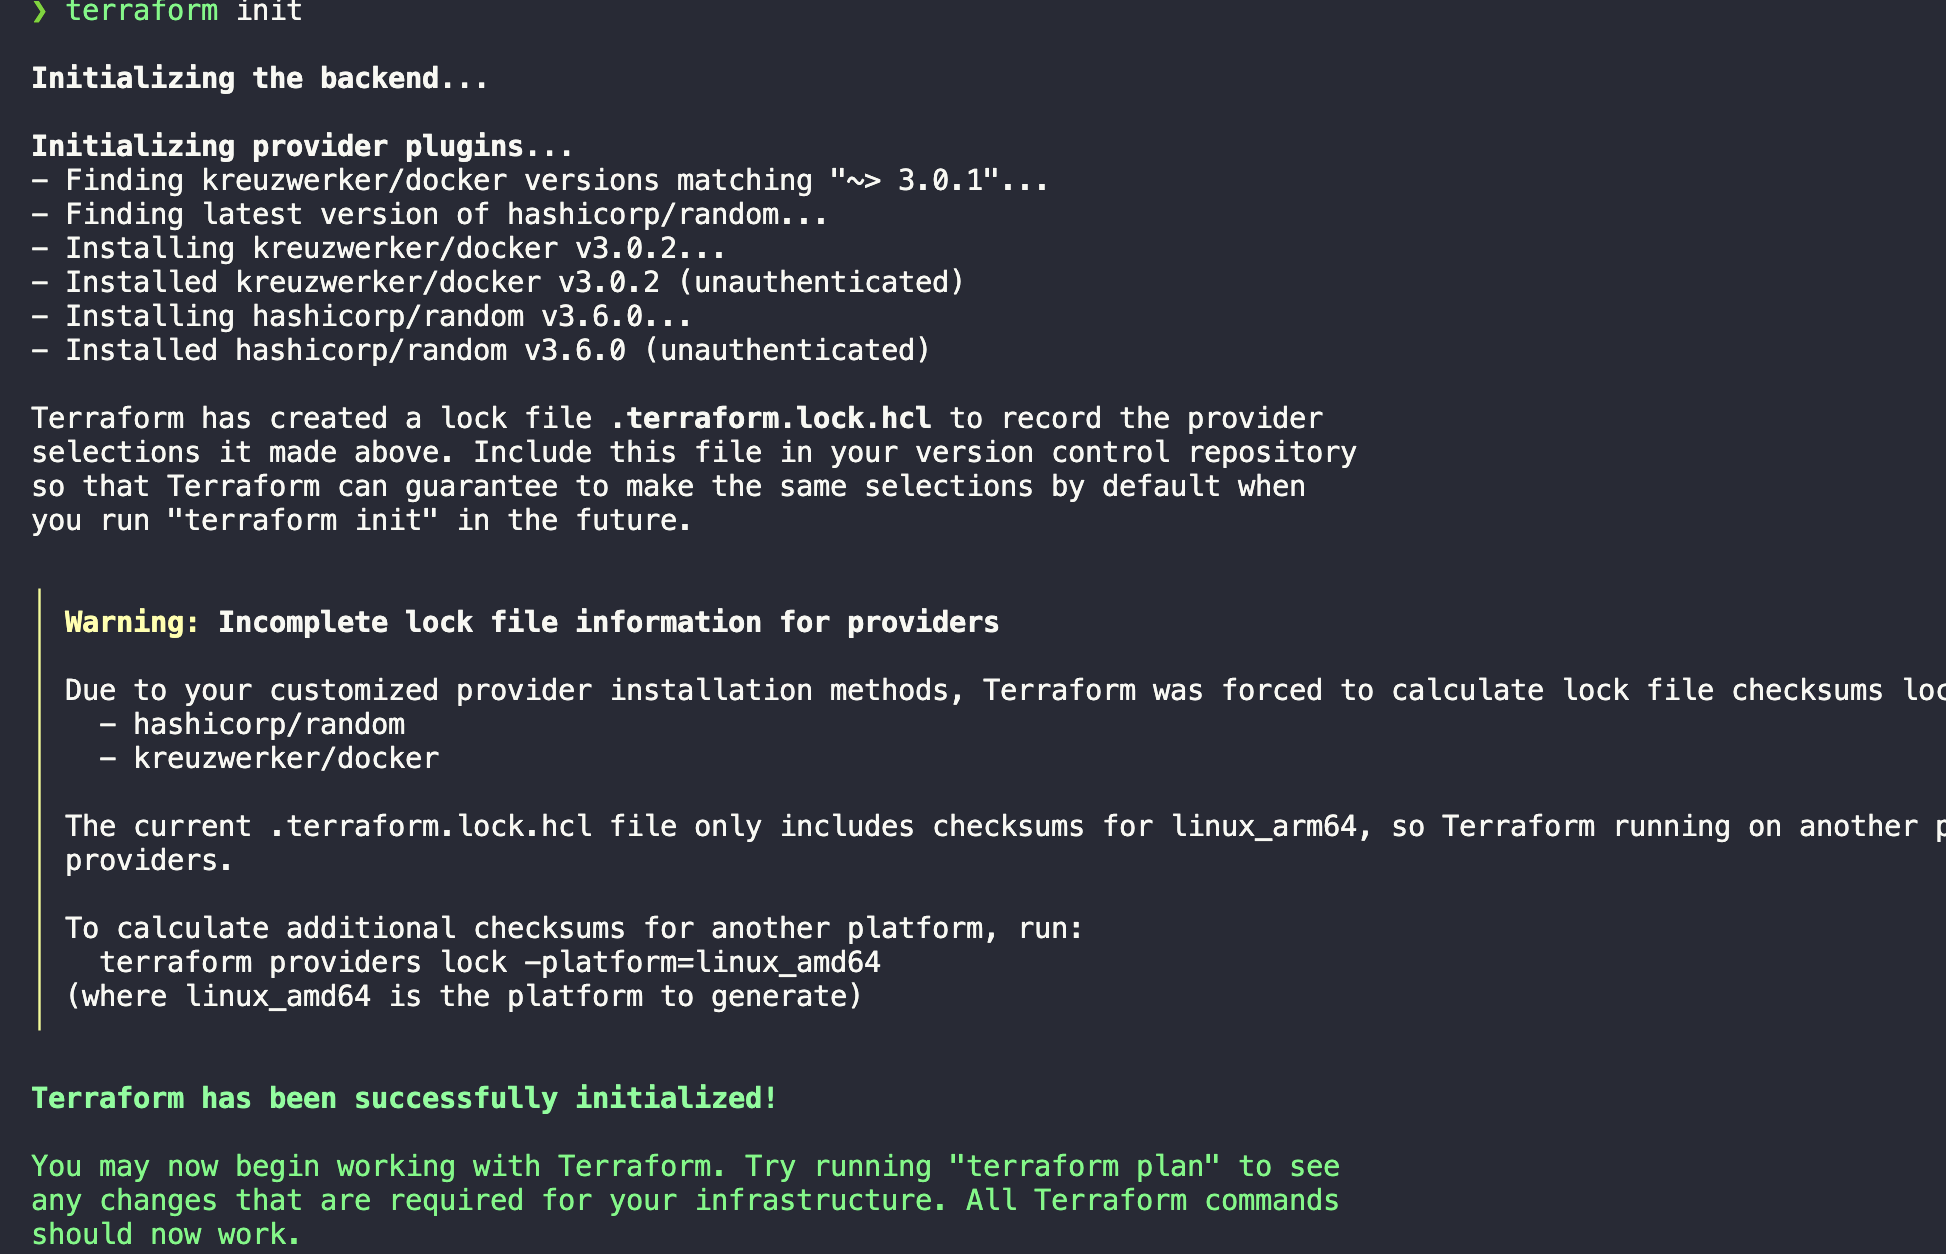 ❯ terraform init
Initializing the backend...
Initializing provider plugins...
- Finding kreuzwerker/docker versions matching "~> 3.0.1"...
- Finding latest version of hashicorp/random...
- Installing kreuzwerker/docker v3.0.2...
- Installed kreuzwerker/docker v3.0.2 (unauthenticated)
- Installing hashicorp/random v3.6.0...
- Installed hashicorp/random v3.6.0 (unauthenticated)
Terraform has created a lock file .terraform.lock.hcl to record the provider
selections it made above. Include this file in your version control repository
so that Terraform can guarantee to make the same selections by default when
you run "terraform init" in the future.
Warning: Incomplete lock file information for providers
Due to your customized provider installation methods, Terraform was forced to calculate lock file checksums loc
- hashicorp/random
- kreuzwerker/docker
The current .terraform.lock.hcl file only includes checksums for linux_arm64, so Terraform running on another p
providers.
To calculate additional checksums for another platform, run:
terraform providers lock -platform=linux_amd64
(where linux_amd64 is the platform to generate)
Terraform has been successfully initialized!
You may now begin working with Terraform. Try running "terraform plan" to see
any changes that are required for your infrastructure. All Terraform commands
should now work.